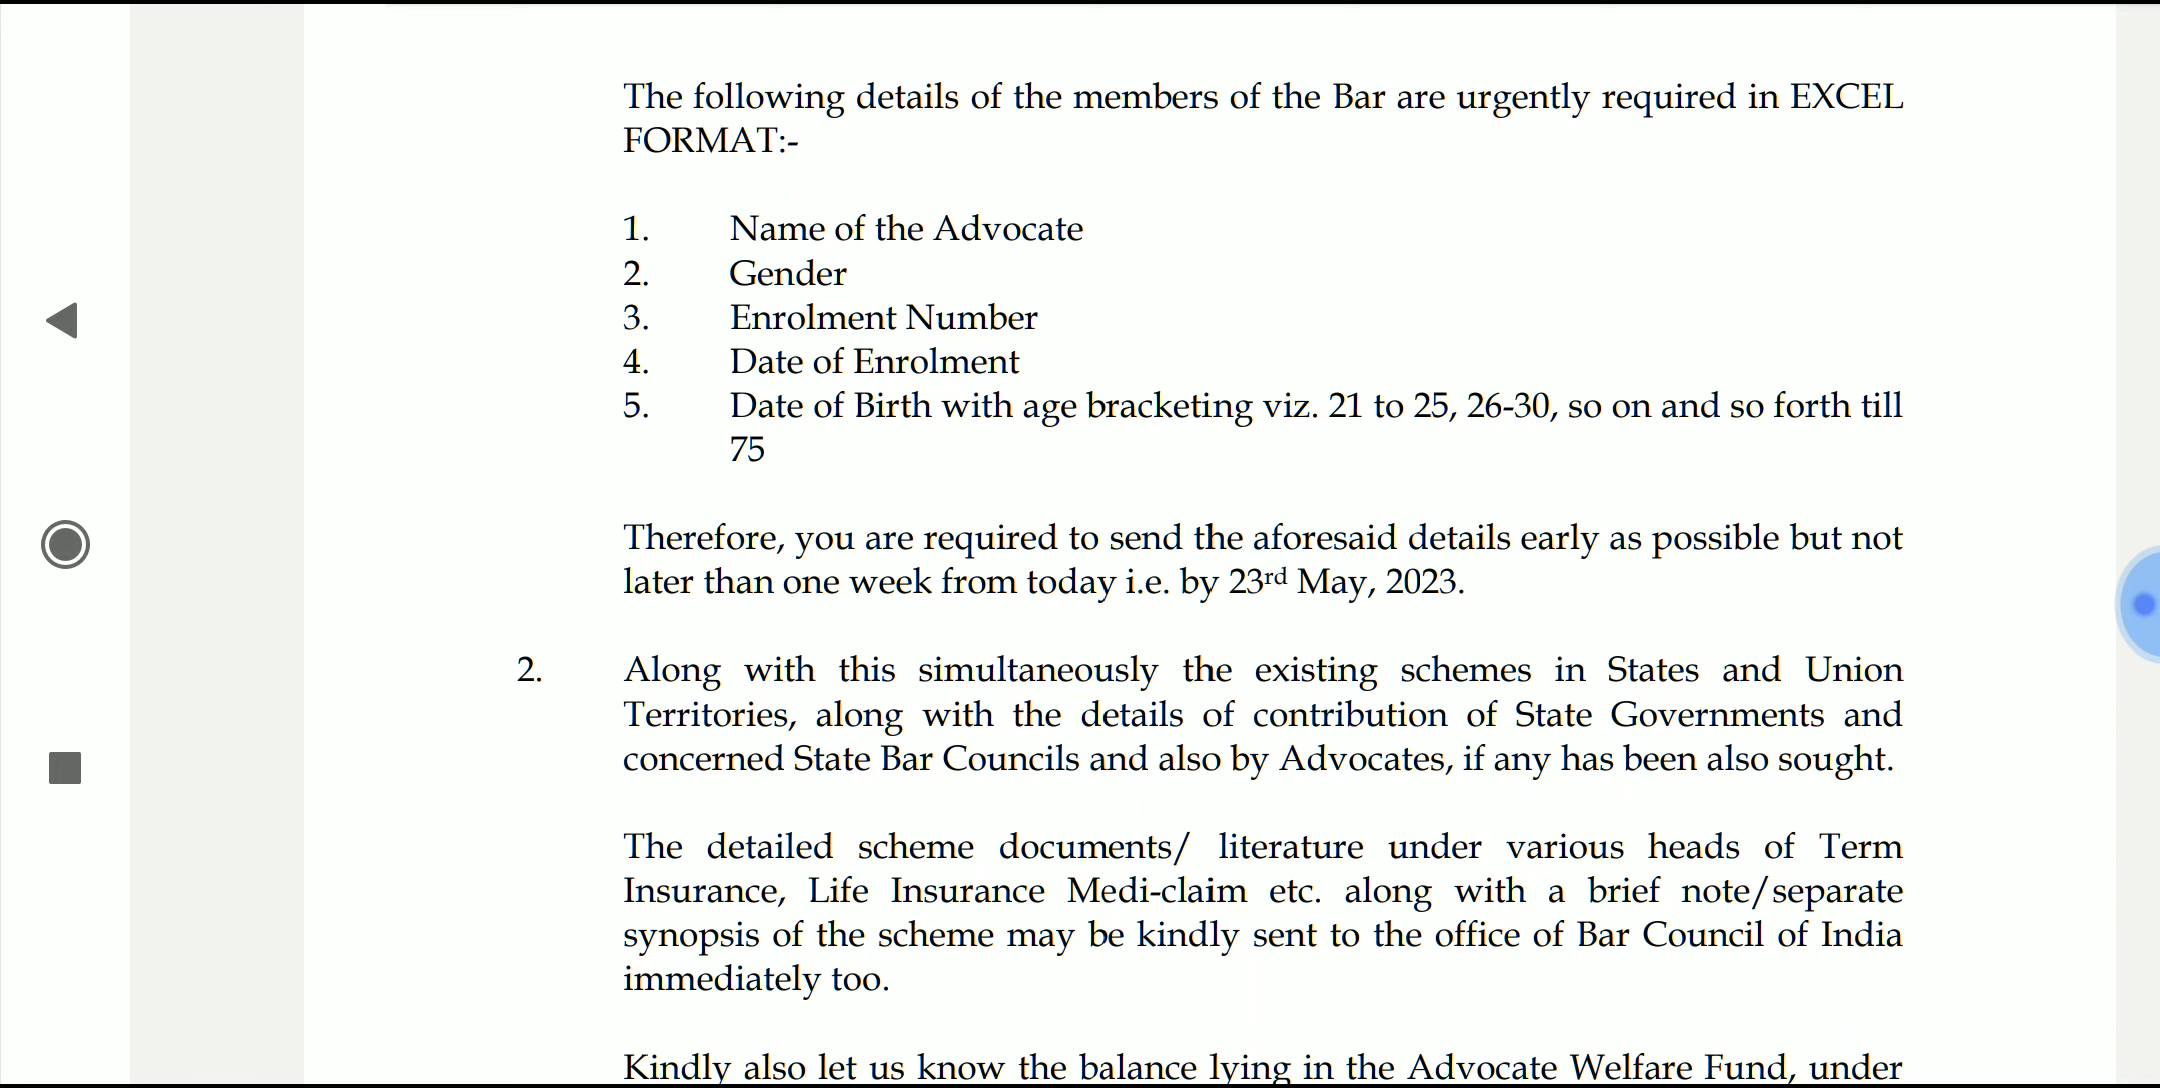 The following details of the members of the Bar are urgently required in EXCEL
FORMAT:-
1. Name of the Advocate
2. Gender
3. Enrolment Number
4. Date of Enrolment
5. Date of Birth with age bracketing viz. 21 to 25, 26-30, so on and so forth till
75
Therefore, you are required to send the aforesaid details early as possible but not
later than one week from today i.e. by 23rd May, 2023.
2. Along with this simultaneously the existing schemes in States and Union
Territories, along with the details of contribution of State Governments and
concerned State Bar Councils and also by Advocates, if any has been also sought.
The detailed scheme documents/ literature under various heads of Term
Insurance, Life Insurance Medi-claim etc. along with a brief note/separate
synopsis of the scheme may be kindly sent to the office of Bar Council of India
immediately too.
Kindly also let us know the balance lying in the Advocate Welfare Fund, under